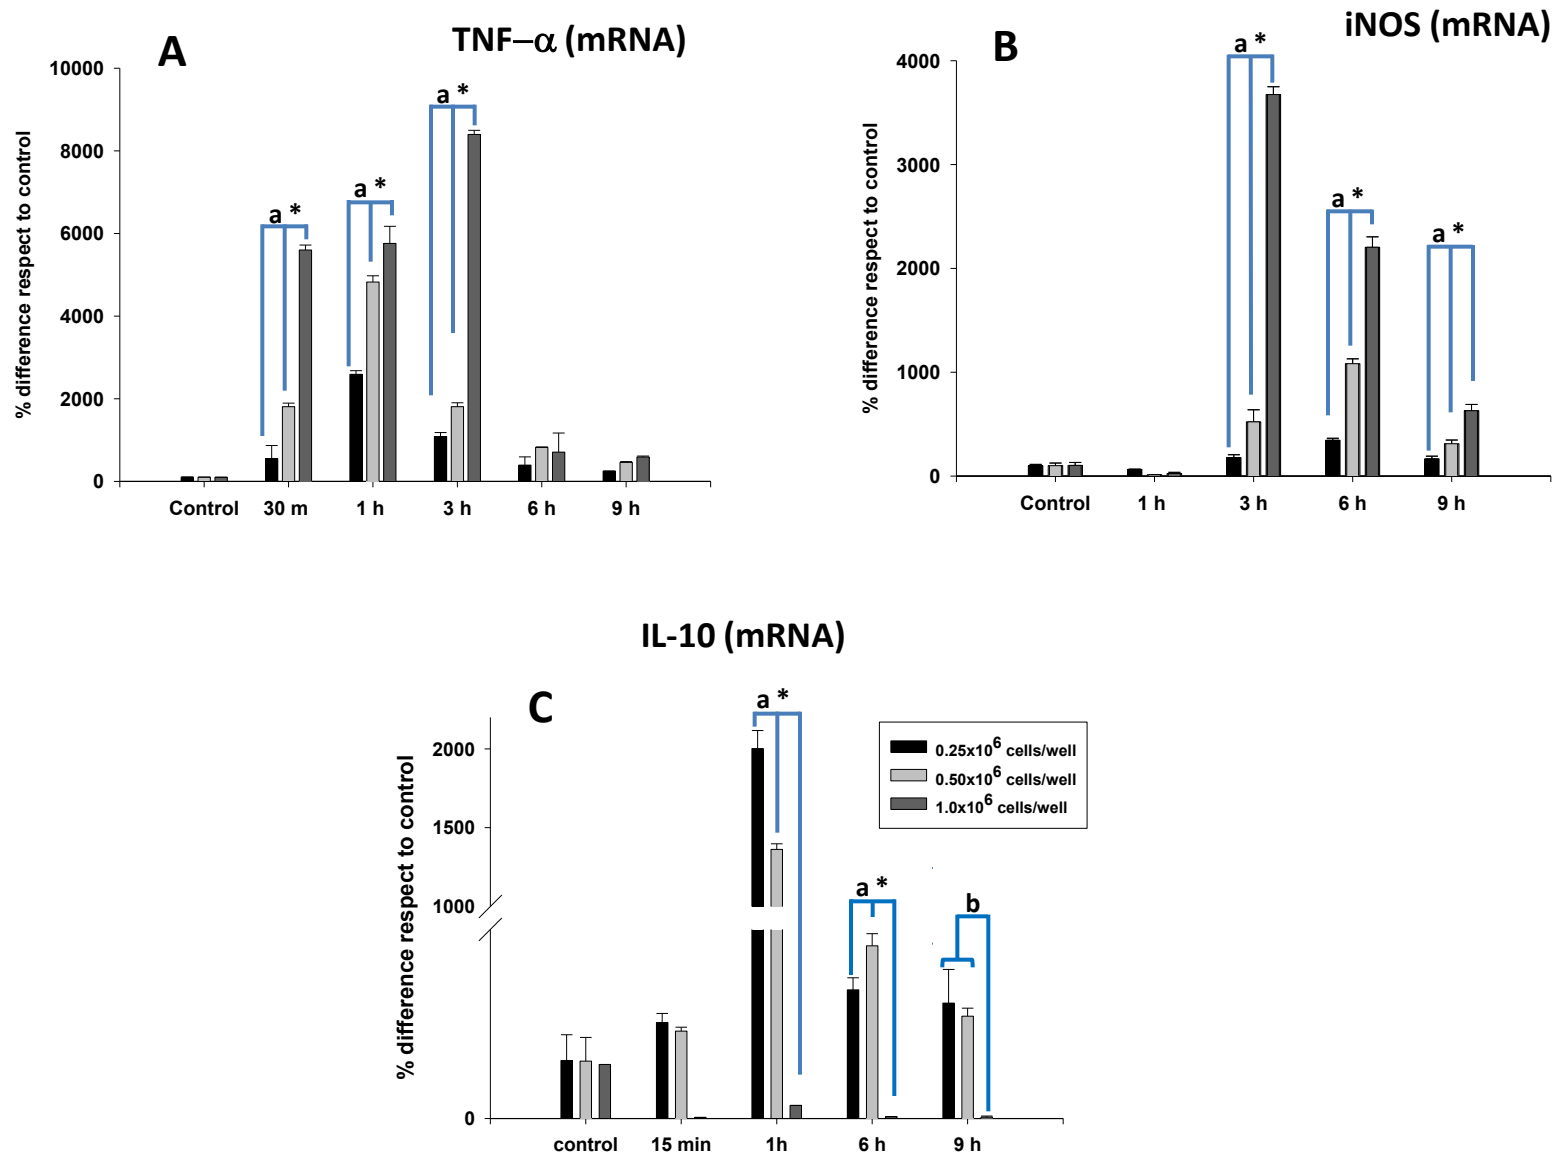 A
TNF–α (mRNA)
% difference respect to control
10000
8000
6000
4000
2000
0
a *
a *
a *
Control 30 m 1 h 3 h 6 h 9 h
B
iNOS (mRNA)
% difference respect to control
4000
3000
2000
1000
0
a *
a *
a *
Control 1 h 3 h 6 h 9 h
IL-10 (mRNA)
C
% difference respect to control
2000
1500
1000
0
a *
a *
b
control 15 min 1h 6 h 9 h
0.25x10⁶ cells/well
0.50x10⁶ cells/well
1.0x10⁶ cells/well